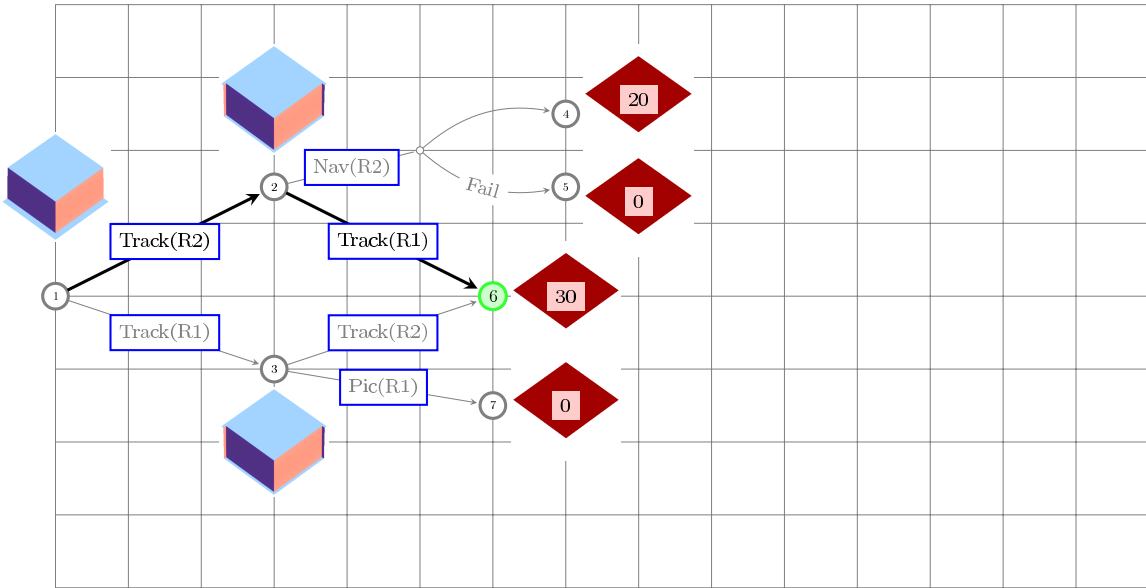 20
4
Nav(R2)
2
Fail
5
0
Track(R2)
Track(R1)
1
6
30
Track(R1)
Track(R2)
3
Pic(R1)
7
0